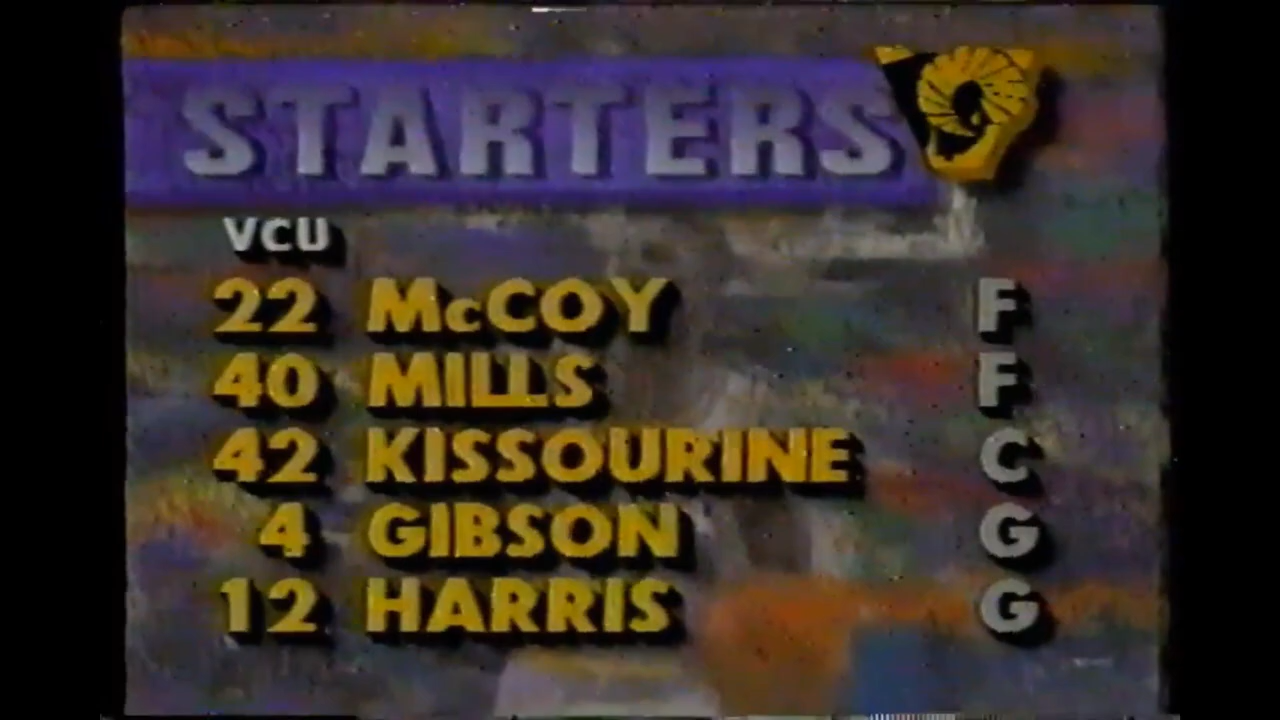 STARTERS
VCU
22 McCOY F
40 MILLS F
42 KISSOURINE C
4 GIBSON G
12 HARRIS G